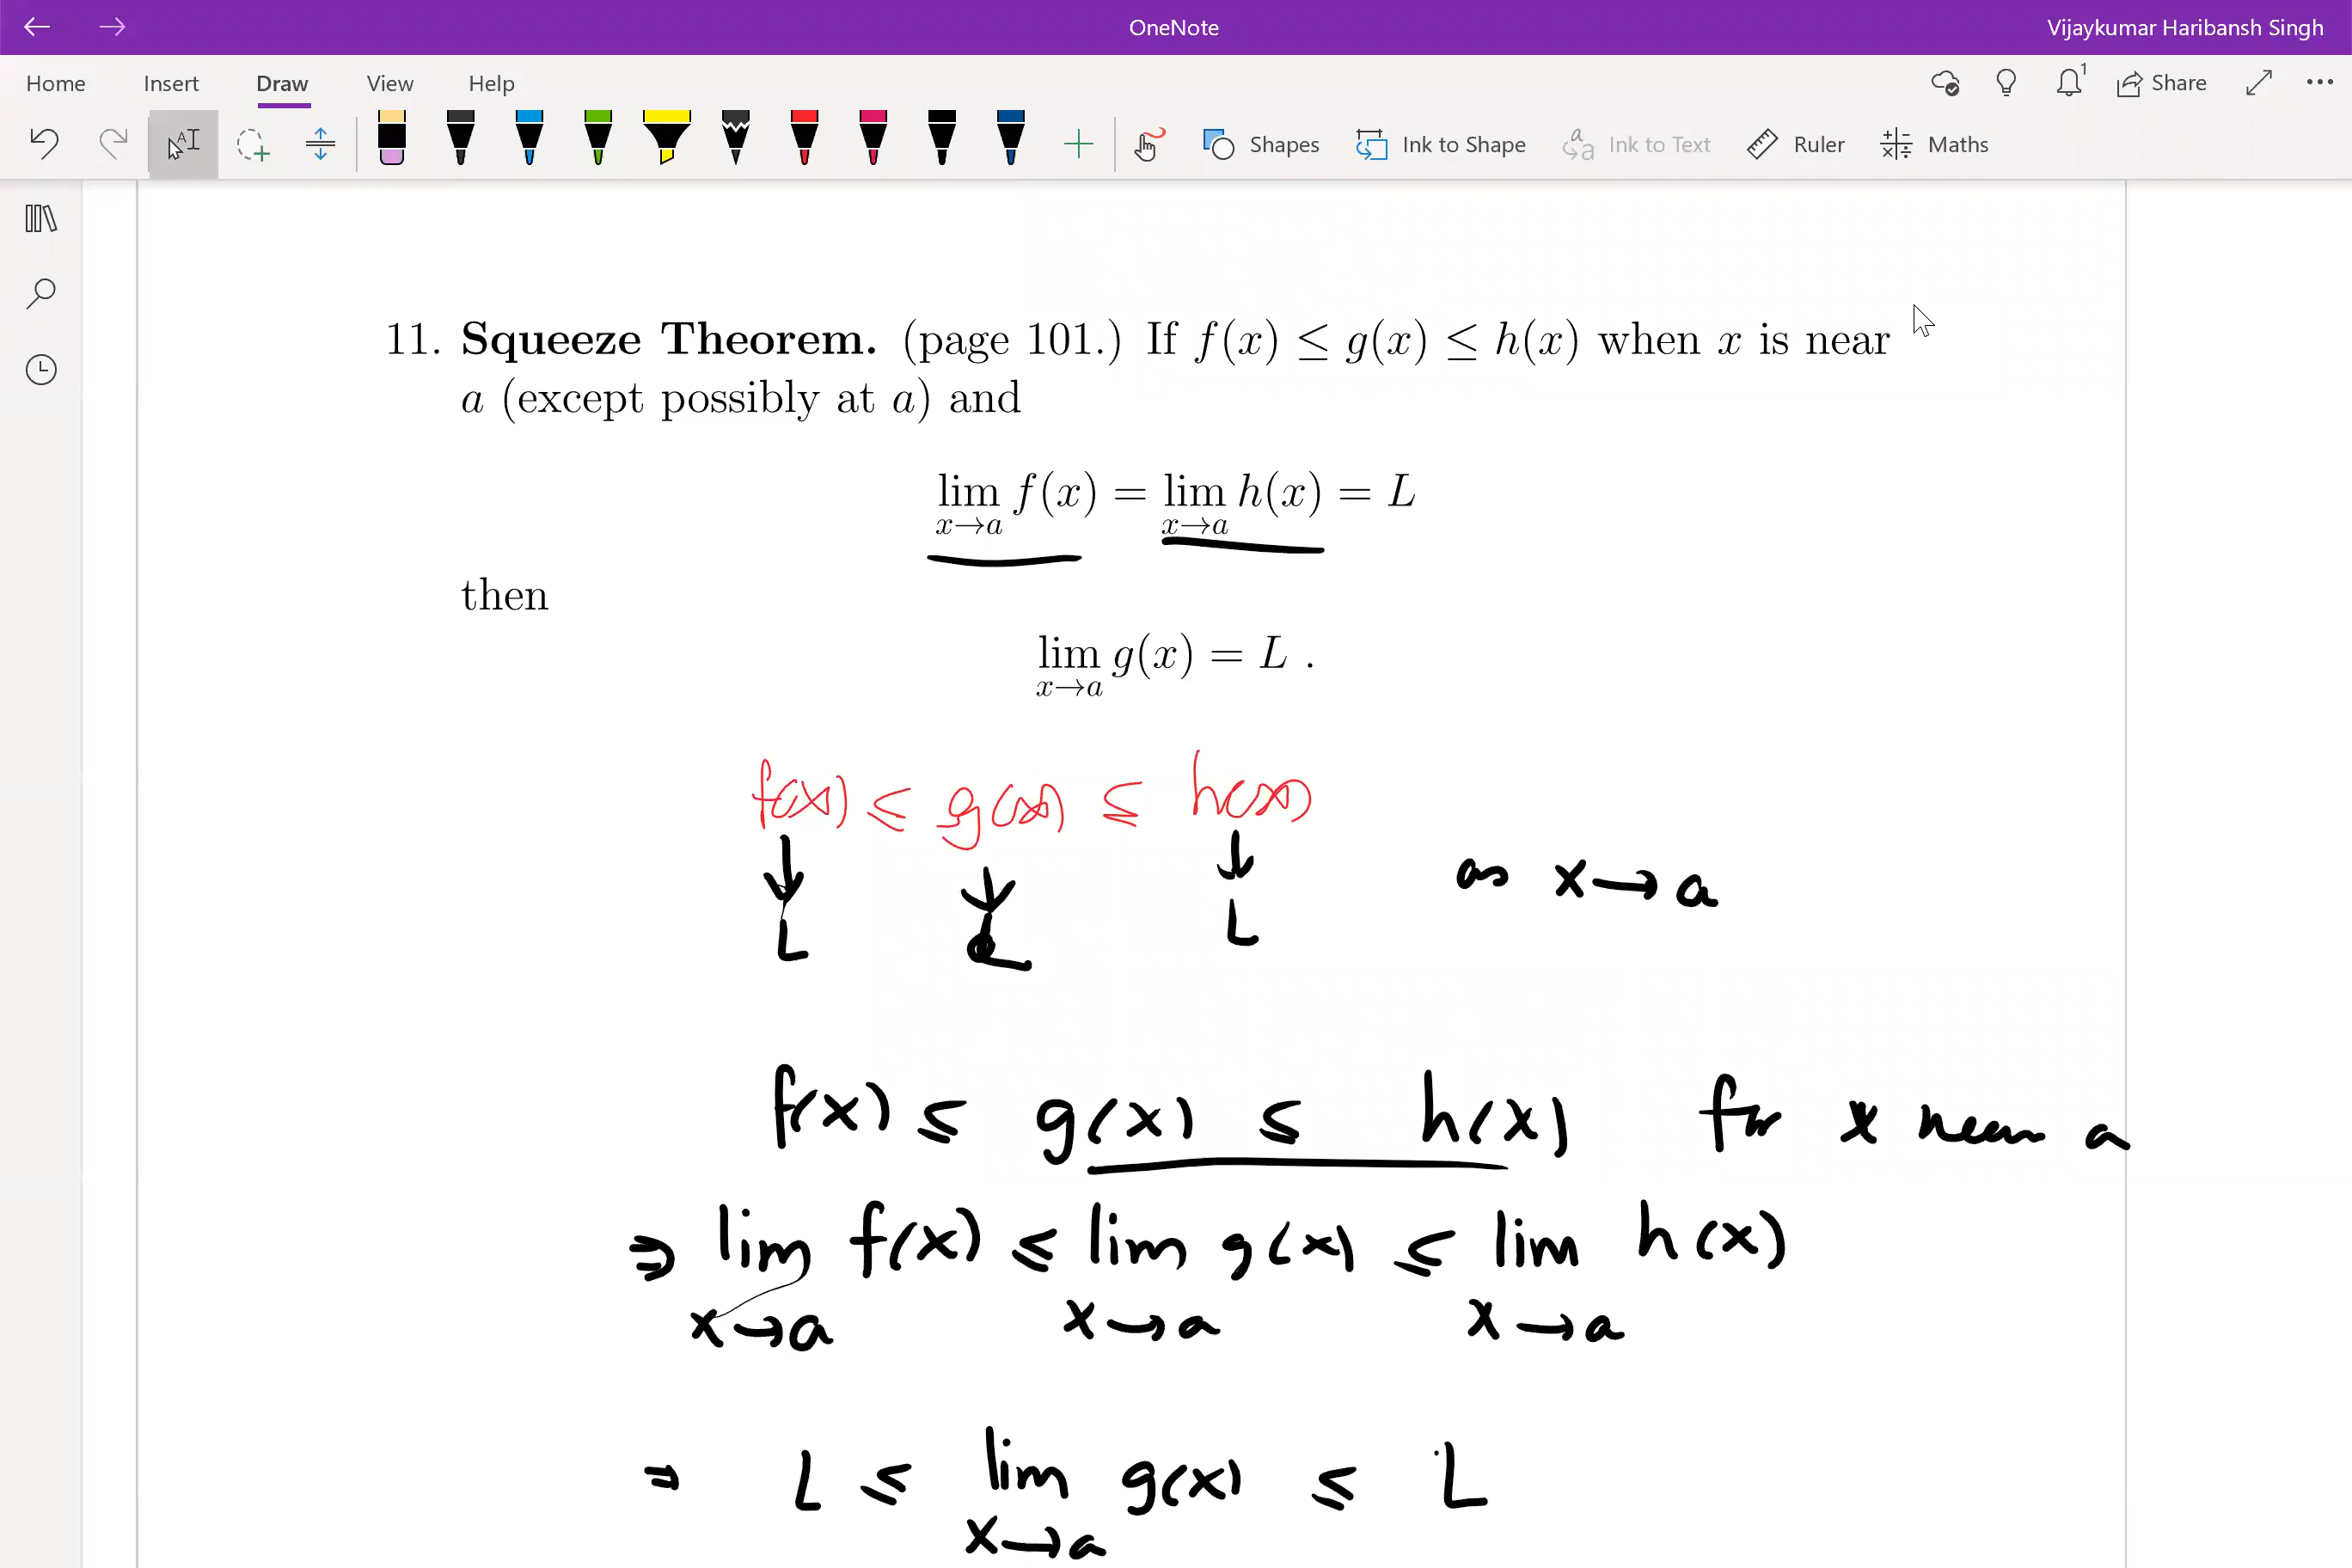 OneNote
Vijaykumar Haribansh Singh
Home Insert Draw View Help
1 Share
Shapes Ink to Shape Ink to Text Ruler Maths
11. Squeeze Theorem. (page 101.) If f(x) ≤ g(x) ≤ h(x) when x is near
a (except possibly at a) and
lim f(x) = lim h(x) = L
x→a x→a
then
lim g(x) = L .
x→a
f(x) ≤ g(x) ≤ h(x)
↓ ↓ ↓ as x → a
L L L
f(x) ≤ g(x) ≤ h(x) for x near a
⇒ lim f(x) ≤ lim g(x) ≤ lim h(x)
x→a x→a x→a
⇒ L ≤ lim g(x) ≤ L
x→a